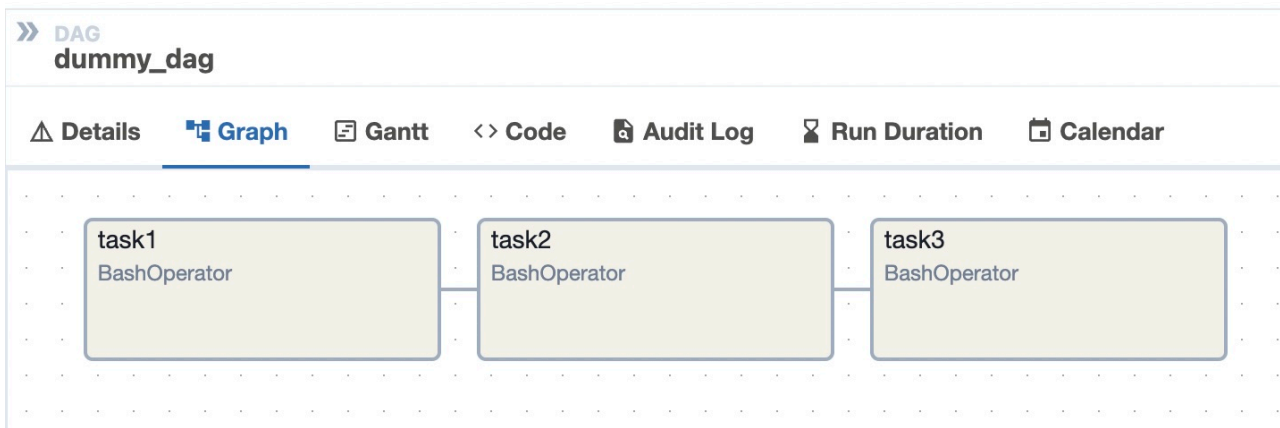 DAG
dummy_dag
Details Graph Gantt Code Audit Log Run Duration Calendar
task1 task2 task3
BashOperator BashOperator BashOperator